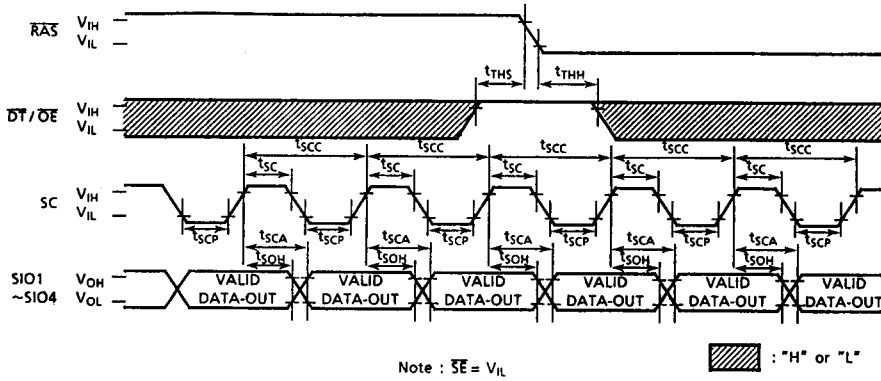 RAS VIH
VIL
tTHS tTHH
DT/OE VIH
VIL
tSCC tSCC tSCC tSCC tSCC
tSC tSC tSC tSC tSC
SC VIH
VIL
tSCP tSCP tSCP tSCP tSCP tSCP
tSCA tSCA tSCA tSCA tSCA
tSOH tSOH tSOH tSOH tSOH
SIO1 VOH VALID VALID VALID VALID VALID VALID
~SIO4 VOL DATA-OUT DATA-OUT DATA-OUT DATA-OUT DATA-OUT DATA-OUT
Note : SE = VIL
: "H" or "L"